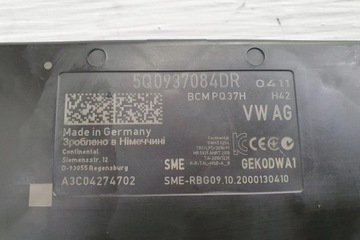 5Q0937084DR 0411
BCM PQ37H H42
VW AG
Made in Germany
Зроблено в Німеччині
Continental
Siemensstr. 12
D-93055 Regensburg
SME GEKODWA1
A3C04274702 SME-RBG09.10.2000130410